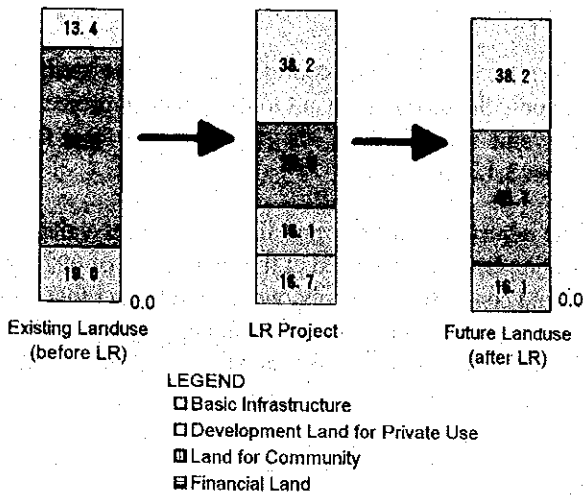 13. 4
0.0
Existing Landuse
(before LR)
38. 2
16. 1
16. 7
LR Project
38. 2
16. 1
0.0
Future Landuse
(after LR)
LEGEND
Basic Infrastructure
Development Land for Private Use
Land for Community
Financial Land